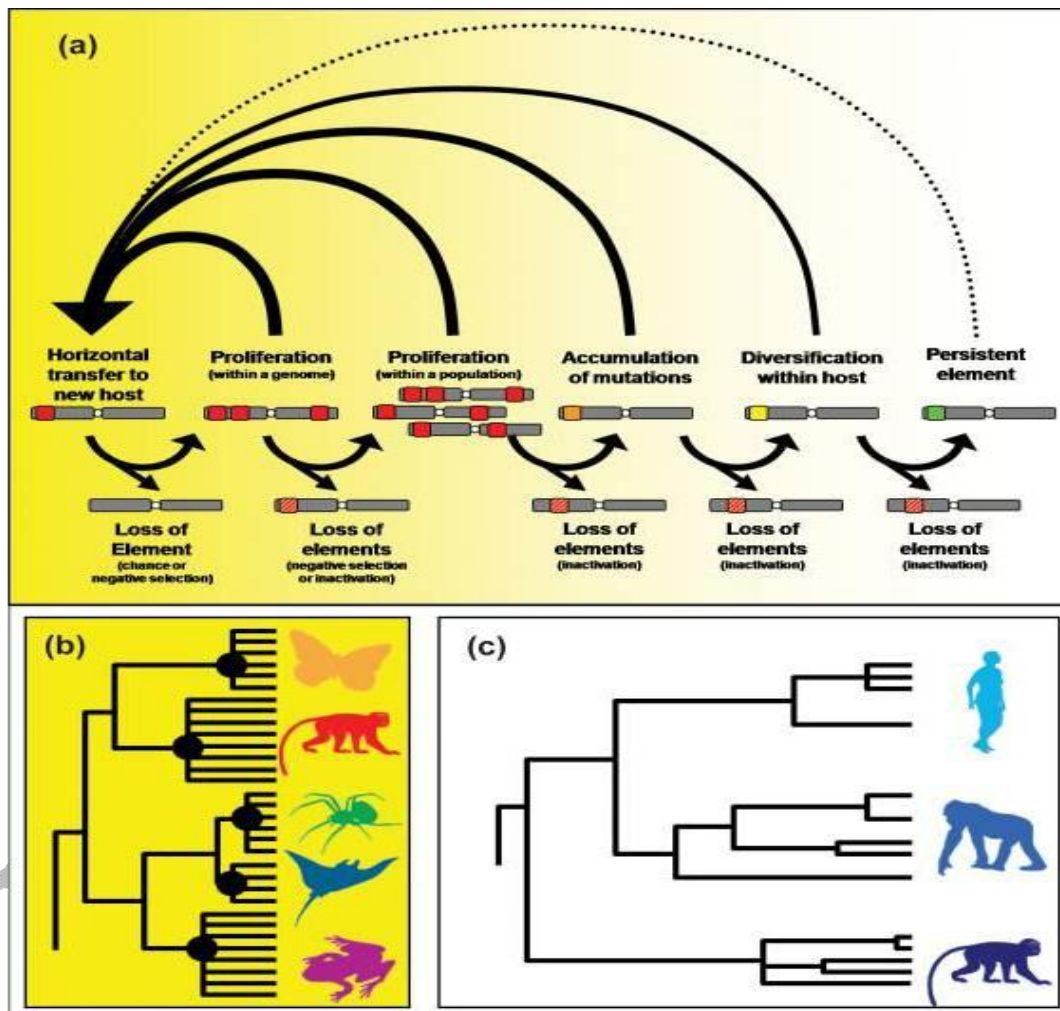 (a)
Horizontal
transfer to
new host
Proliferation
(within a genome)
Proliferation
(within a population)
Accumulation
of mutations
Diversification
within host
Persistent
element
Loss of
Element
(chance or
negative selection)
Loss of
elements
(negative selection
or inactivation)
Loss of
elements
(inactivation)
Loss of
elements
(inactivation)
Loss of
elements
(inactivation)
(b)
(c)